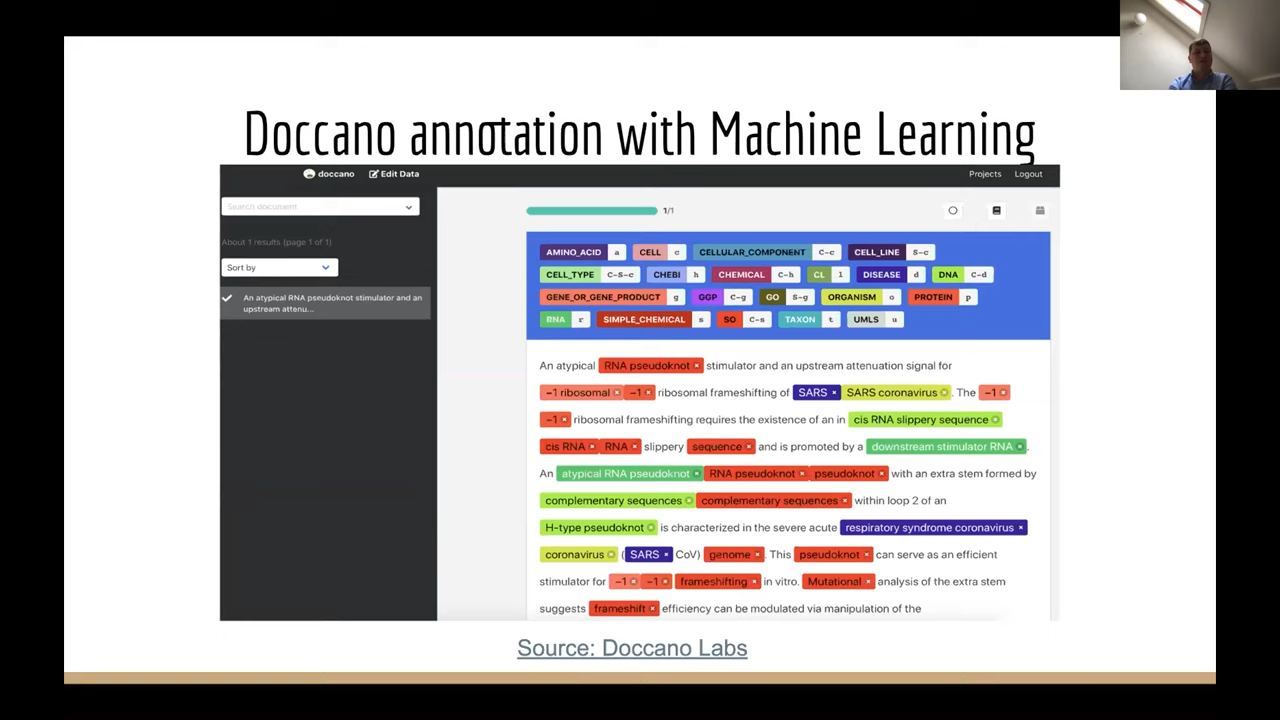 Doccano annotation with Machine Learning
doccano Edit Data Projects Logout
Search document
1/1
About 1 results (page 1 of 1)
Sort by
An atypical RNA pseudoknot stimulator and an
upstream attenu...
AMINO_ACID a CELL c CELLULAR_COMPONENT C-c CELL_LINE S-c
CELL_TYPE C-S-c CHEBI h CHEMICAL C-h CL l DISEASE d DNA C-d
GENE_OR_GENE_PRODUCT g GGP C-g GO S-g ORGANISM o PROTEIN p
RNA r SIMPLE_CHEMICAL s SO C-s TAXON t UMLS u
An atypical RNA pseudoknot stimulator and an upstream attenuation signal for
−1 ribosomal −1 ribosomal frameshifting of SARS SARS coronavirus . The −1
−1 ribosomal frameshifting requires the existence of an in cis RNA slippery sequence
cis RNA RNA slippery sequence and is promoted by a downstream stimulator RNA .
An atypical RNA pseudoknot RNA pseudoknot pseudoknot with an extra stem formed by
complementary sequences complementary sequences within loop 2 of an
H-type pseudoknot is characterized in the severe acute respiratory syndrome coronavirus
coronavirus ( SARS CoV) genome . This pseudoknot can serve as an efficient
stimulator for −1 −1 frameshifting in vitro. Mutational analysis of the extra stem
suggests frameshift efficiency can be modulated via manipulation of the
Source: Doccano Labs